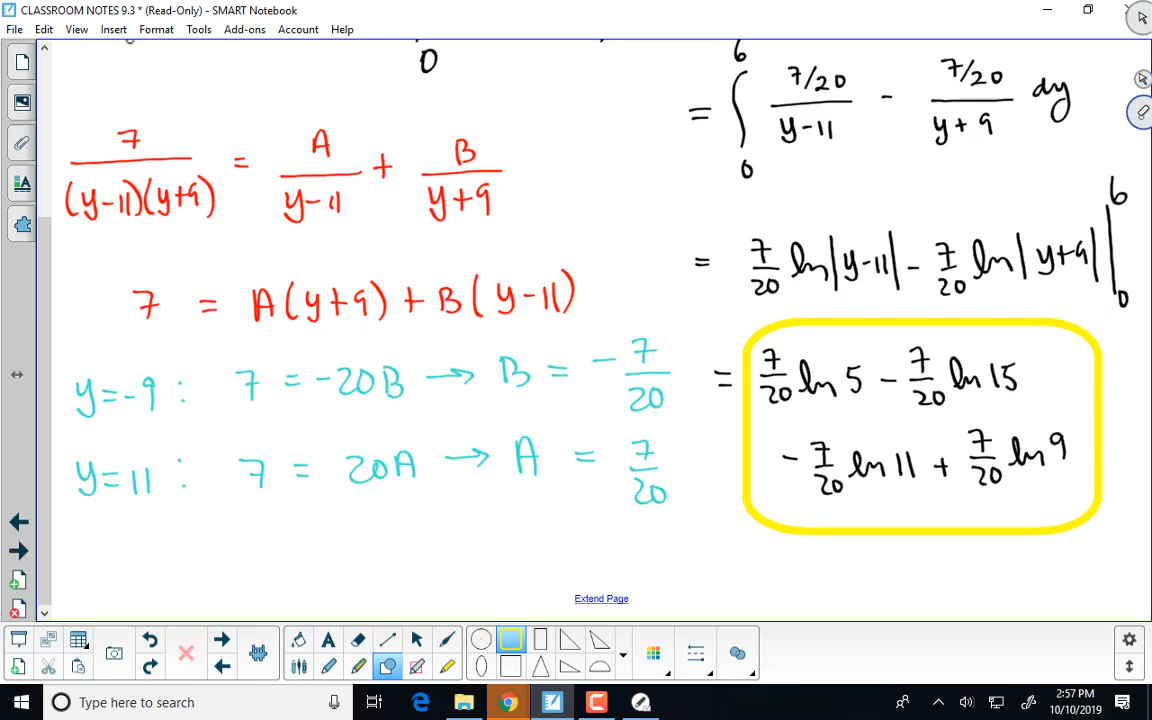 CLASSROOM NOTES 9.3 * (Read-Only) - SMART Notebook
File Edit View Insert Format Tools Add-ons Account Help
0
= ∫₀⁶ (7/20)/(y-11) - (7/20)/(y+9) dy
7/((y-11)(y+9)) = A/(y-11) + B/(y+9)
= 7/20 ln|y-11| - 7/20 ln|y+9| |₀⁶
7 = A(y+9) + B(y-11)
y=-9 : 7 = -20B → B = -7/20
= 7/20 ln 5 - 7/20 ln 15
- 7/20 ln 11 + 7/20 ln 9
y=11 : 7 = 20A → A = 7/20
Extend Page
Type here to search
2:57 PM
10/10/2019